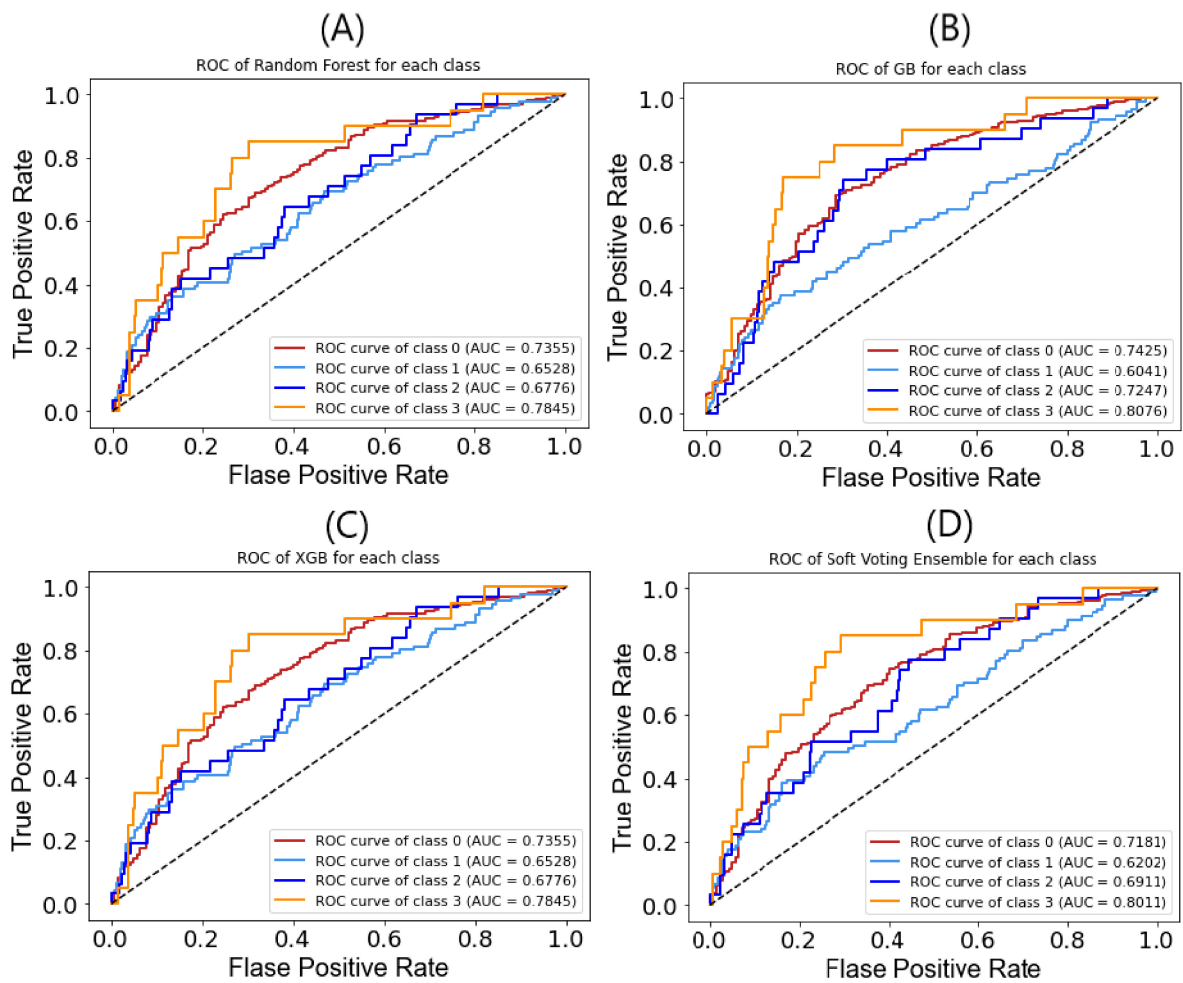 (A)
ROC of Random Forest for each class
1.0
0.8
0.6
0.4
0.2
0.0
True Positive Rate
ROC curve of class 0 (AUC = 0.7355)
ROC curve of class 1 (AUC = 0.6528)
ROC curve of class 2 (AUC = 0.6776)
ROC curve of class 3 (AUC = 0.7845)
0.0 0.2 0.4 0.6 0.8 1.0
Flase Positive Rate
(B)
ROC of GB for each class
1.0
0.8
0.6
0.4
0.2
0.0
True Positive Rate
ROC curve of class 0 (AUC = 0.7425)
ROC curve of class 1 (AUC = 0.6041)
ROC curve of class 2 (AUC = 0.7247)
ROC curve of class 3 (AUC = 0.8076)
0.0 0.2 0.4 0.6 0.8 1.0
Flase Positive Rate
(C)
ROC of XGB for each class
1.0
0.8
0.6
0.4
0.2
0.0
True Positive Rate
ROC curve of class 0 (AUC = 0.7355)
ROC curve of class 1 (AUC = 0.6528)
ROC curve of class 2 (AUC = 0.6776)
ROC curve of class 3 (AUC = 0.7845)
0.0 0.2 0.4 0.6 0.8 1.0
Flase Positive Rate
(D)
ROC of Soft Voting Ensemble for each class
1.0
0.8
0.6
0.4
0.2
0.0
True Positive Rate
ROC curve of class 0 (AUC = 0.7181)
ROC curve of class 1 (AUC = 0.6202)
ROC curve of class 2 (AUC = 0.6911)
ROC curve of class 3 (AUC = 0.8011)
0.0 0.2 0.4 0.6 0.8 1.0
Flase Positive Rate